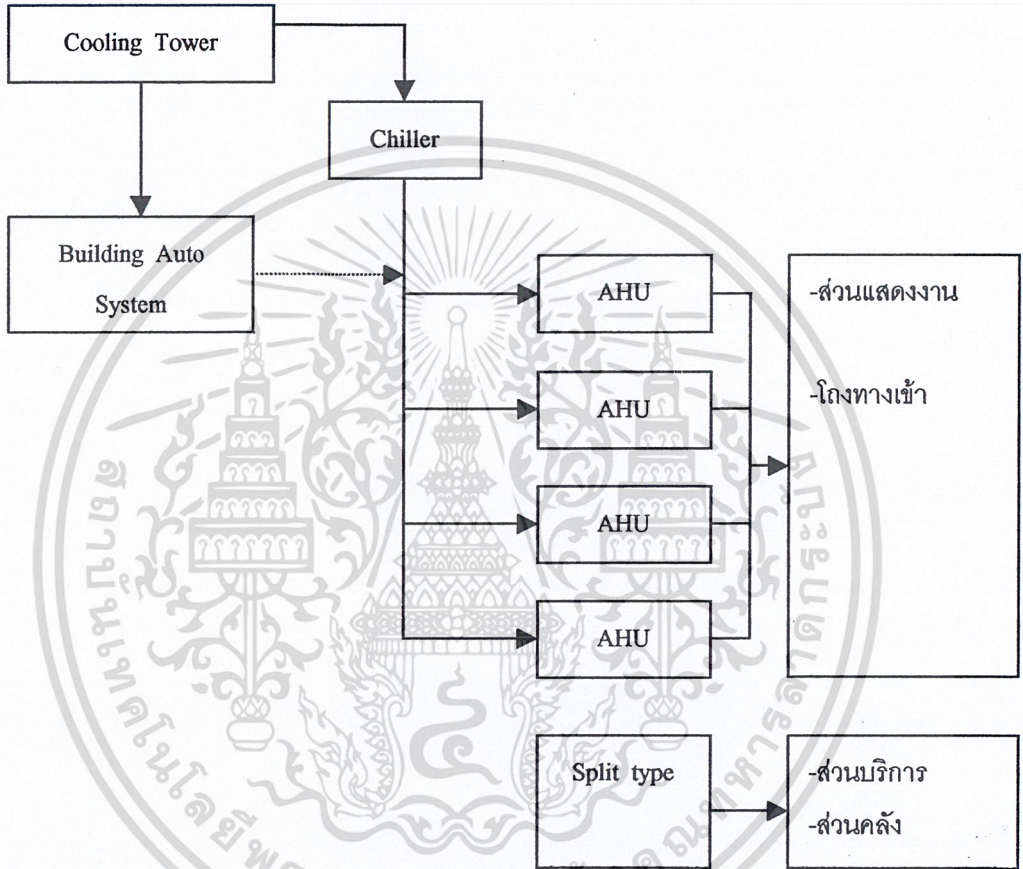 Cooling Tower
Chiller
Building Auto
System
AHU
-ส่วนแสดงงาน
AHU
-โถงทางเข้า
AHU
AHU
Split type
-ส่วนบริการ
-ส่วนคลัง